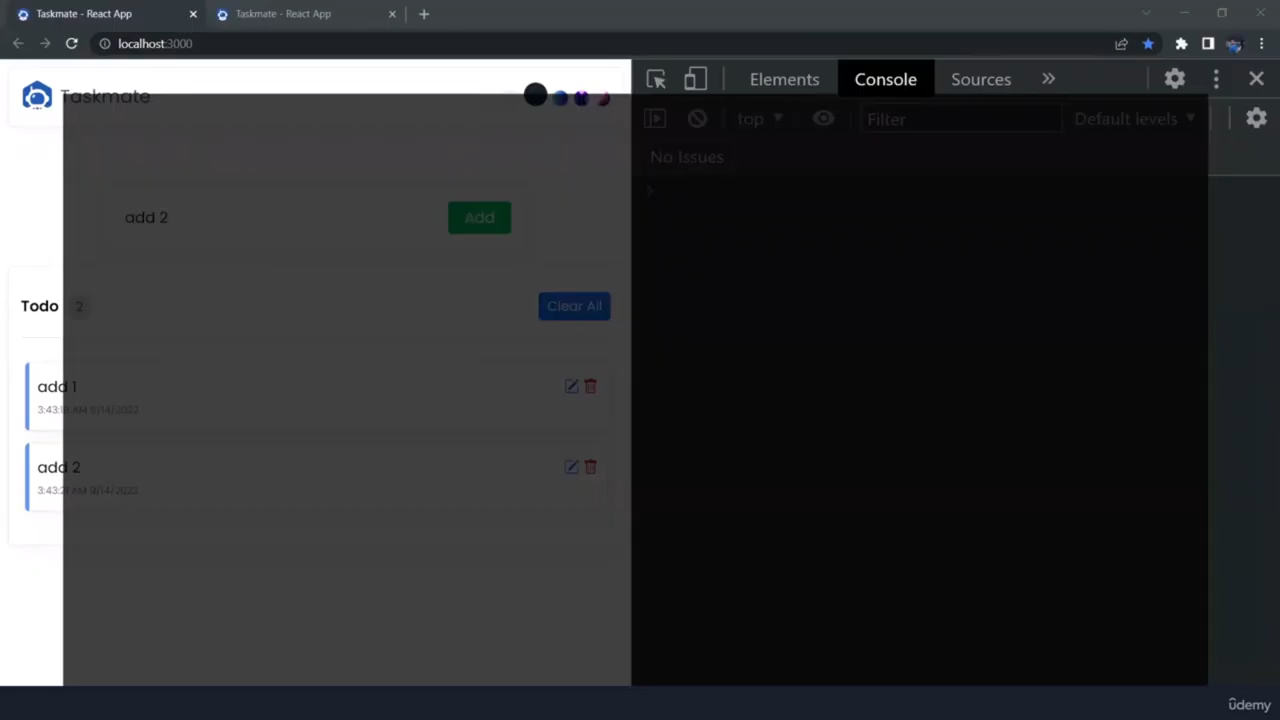 Taskmate - React App
Taskmate - React App
localhost:3000
Taskmate
Elements Console Sources
top Filter Default levels
No Issues
add 2 Add
Todo 2 Clear All
add 1
add 2
ûdemy